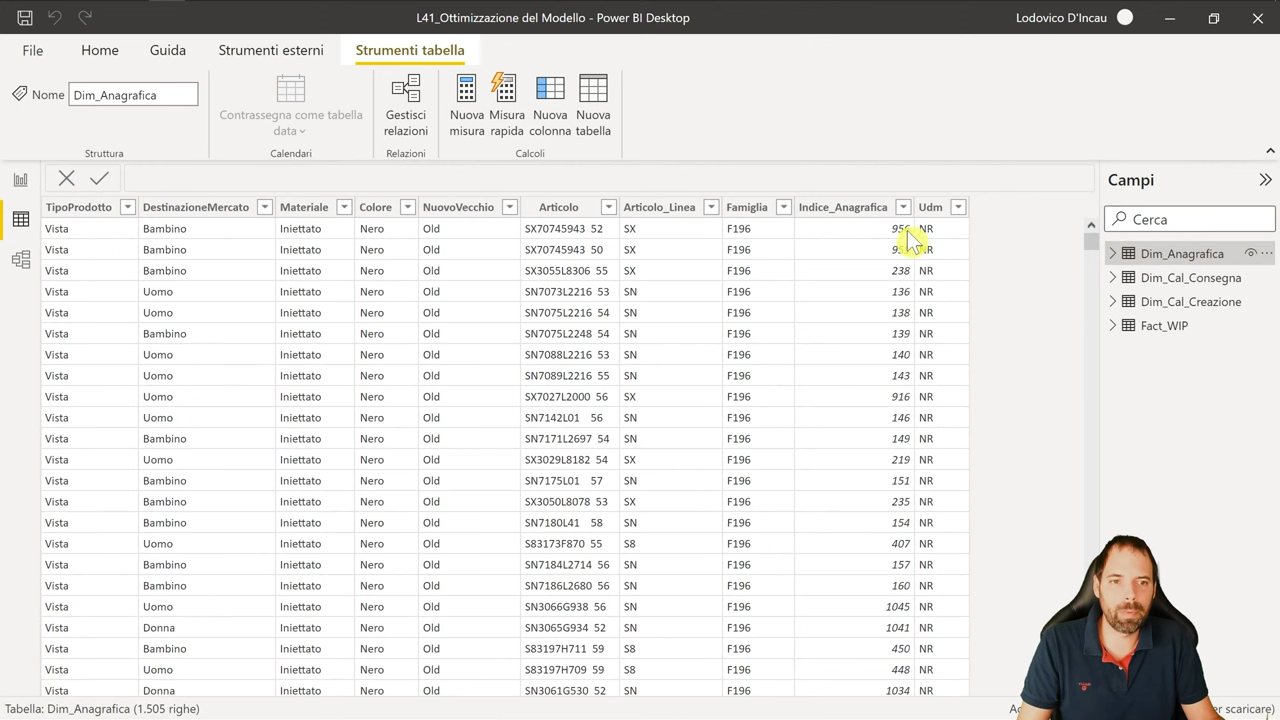 L41_Ottimizzazione del Modello - Power BI Desktop
Lodovico D'Incau
File Home Guida Strumenti esterni Strumenti tabella
Nome Dim_Anagrafica
Contrassegna come tabella data
Gestisci relazioni
Nuova misura
Misura rapida
Nuova colonna
Nuova tabella
Struttura Calendari Relazioni Calcoli
Campi
Cerca
Dim_Anagrafica
Dim_Cal_Consegna
Dim_Cal_Creazione
Fact_WIP
TipoProdotto DestinazioneMercato Materiale Colore NuovoVecchio Articolo Articolo_Linea Famiglia Indice_Anagrafica Udm
Vista Bambino Iniettato Nero Old SX70745943 52 SX F196 NR
Vista Bambino Iniettato Nero Old SX70745943 50 SX F196 NR
Vista Bambino Iniettato Nero Old SX3055L8306 55 SX F196 238 NR
Vista Uomo Iniettato Nero Old SN7073L2216 53 SN F196 136 NR
Vista Uomo Iniettato Nero Old SN7075L2216 54 SN F196 138 NR
Vista Bambino Iniettato Nero Old SN7075L2248 54 SN F196 139 NR
Vista Uomo Iniettato Nero Old SN7088L2216 53 SN F196 140 NR
Vista Uomo Iniettato Nero Old SN7089L2216 55 SN F196 143 NR
Vista Uomo Iniettato Nero Old SX7027L2000 56 SX F196 916 NR
Vista Uomo Iniettato Nero Old SN7142L01 56 SN F196 146 NR
Vista Bambino Iniettato Nero Old SN7171L2697 54 SN F196 149 NR
Vista Uomo Iniettato Nero Old SX3029L8182 54 SX F196 219 NR
Vista Bambino Iniettato Nero Old SN7175L01 57 SN F196 151 NR
Vista Bambino Iniettato Nero Old SX3050L8078 53 SX F196 235 NR
Vista Bambino Iniettato Nero Old SN7180L41 58 SN F196 154 NR
Vista Uomo Iniettato Nero Old S83173F870 55 S8 F196 407 NR
Vista Bambino Iniettato Nero Old SN7184L2714 56 SN F196 157 NR
Vista Bambino Iniettato Nero Old SN7186L2680 56 SN F196 160 NR
Vista Uomo Iniettato Nero Old SN3066G938 56 SN F196 1045 NR
Vista Donna Iniettato Nero Old SN3065G934 52 SN F196 1041 NR
Vista Bambino Iniettato Nero Old S83197H711 59 S8 F196 450 NR
Vista Uomo Iniettato Nero Old S83197H709 59 S8 F196 448 NR
Vista Donna Iniettato Nero Old SN3061G530 52 SN F196 1034 NR
Tabella: Dim_Anagrafica (1.505 righe)
per scaricare)